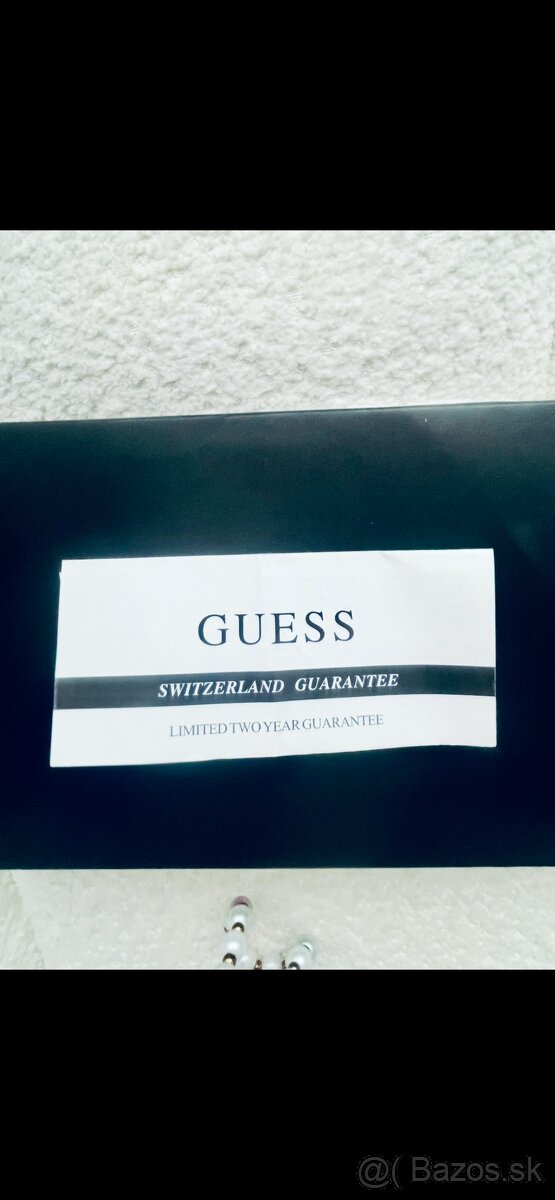 GUESS
SWITZERLAND GUARANTEE
LIMITED TWO YEAR GUARANTEE
@( Bazos.sk